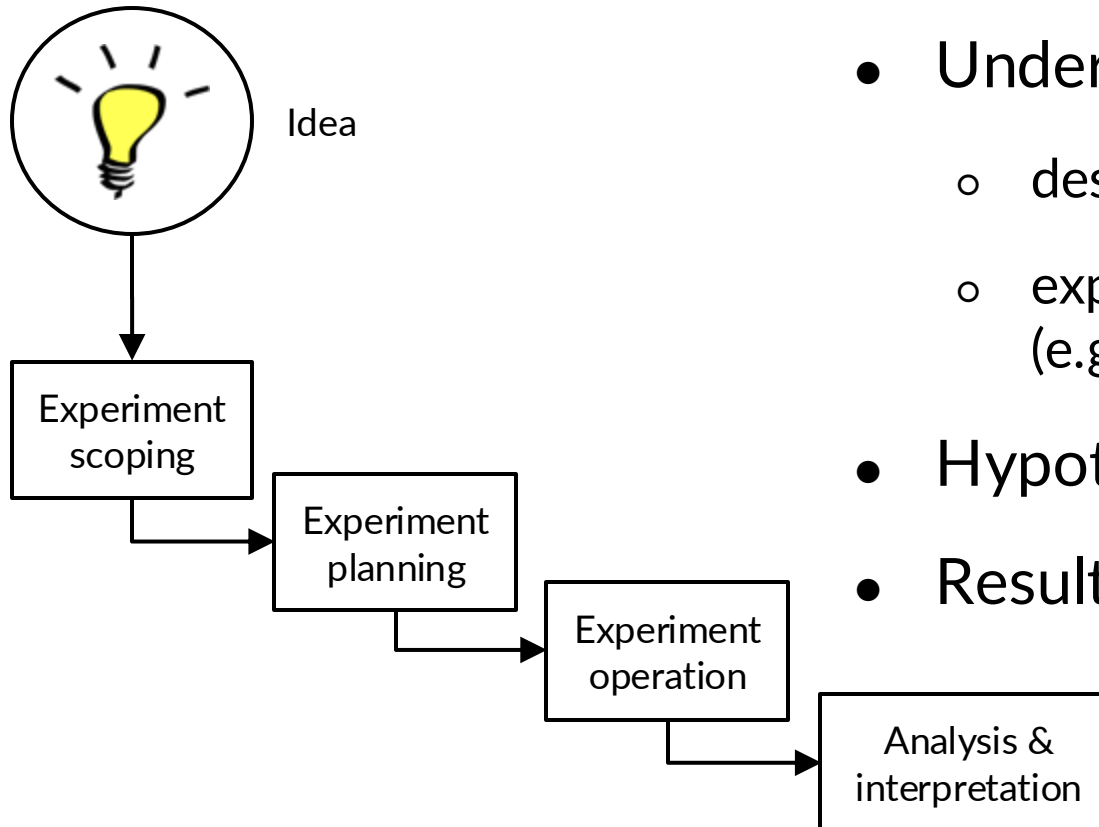 Idea
Experiment
scoping
Experiment
planning
Experiment
operation
Analysis &
interpretation